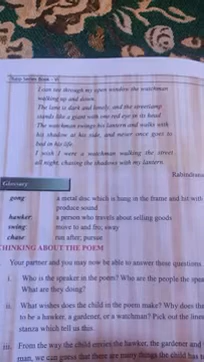 I can see through my open window the watchman
walking up and down.
The lane is dark and lonely, and the streetlamp
stands like a giant with one red eye in its head
The watchman swings his lantern and walks with
his shadow at his side, and never once goes to
bed in his life.
I wish I were a watchman walking the street
all night, chasing the shadows with my lantern.
Rabindrana
Glossary
gong a metal disc which is hung in the frame and hit with
produce sound
hawker a person who travels about selling goods
swing move to and fro, sway
chase run after; pursue
HINKING ABOUT THE POEM
Your partner and you may now be able to answer these questions.
i. Who is the speaker in the poem? Who are the people the spea
What are they doing?
ii. What wishes does the child in the poem make? Why does the
to be a hawker, a gardener, or a watchman? Pick out the lines
stanza which tell us this.
iii. From the way the child envies the hawker, the gardener and
man, we can guess that there are many things the child has t